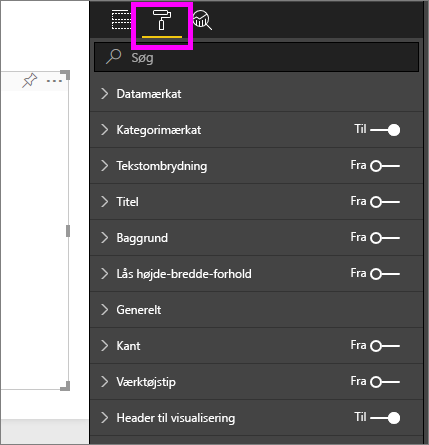 Søg
Datamærkat
Kategorimærkat Til
Tekstombrydning Fra
Titel Fra
Baggrund Fra
Lås højde-bredde-forhold Fra
Generelt
Kant Fra
Værktøjstip Fra
Header til visualisering Til